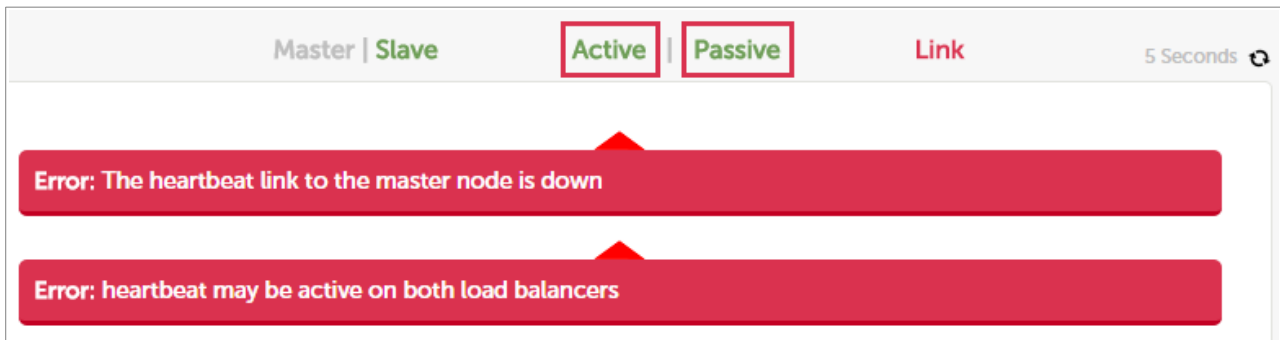 Master | Slave Active | Passive Link 5 Seconds
Error: The heartbeat link to the master node is down
Error: heartbeat may be active on both load balancers